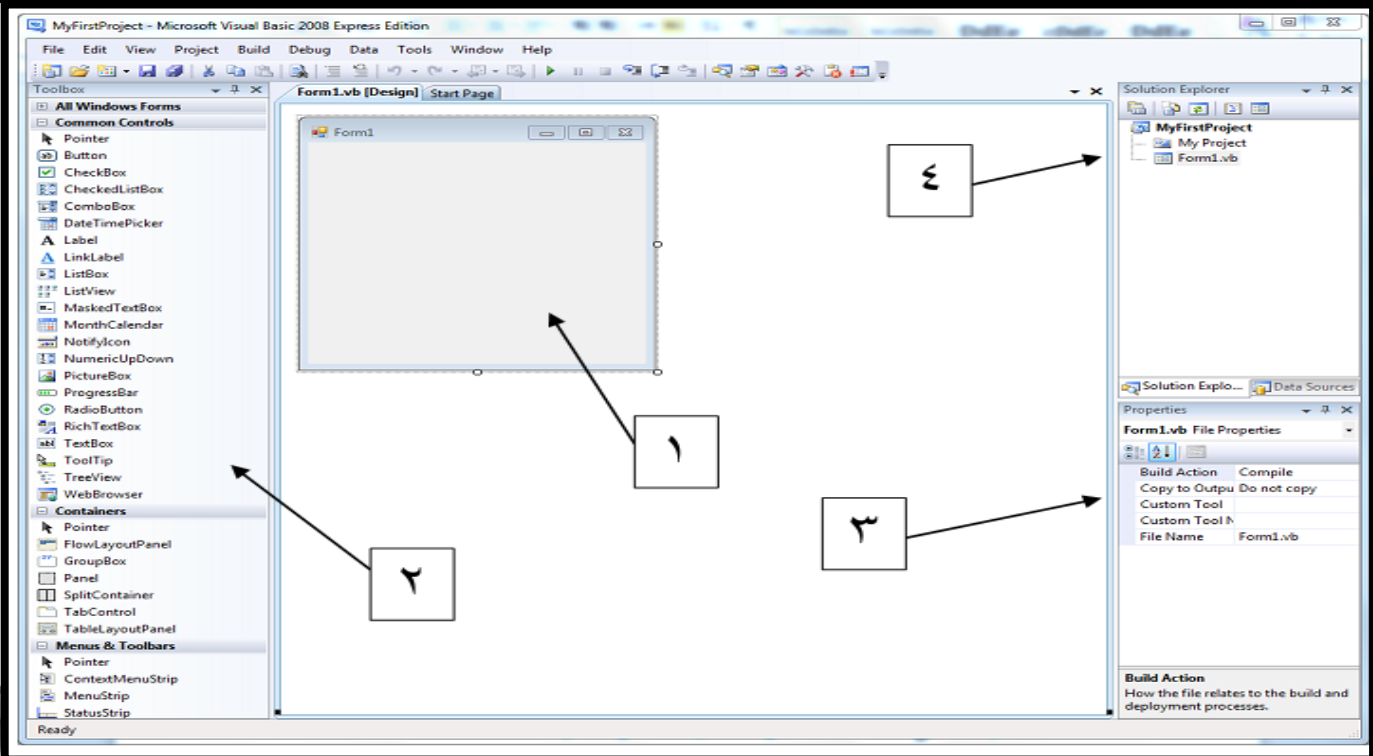 MyFirstProject - Microsoft Visual Basic 2008 Express Edition
File Edit View Project Build Debug Data Tools Window Help
Toolbox
All Windows Forms
Common Controls
Pointer
Button
CheckBox
CheckedListBox
ComboBox
DateTimePicker
Label
LinkLabel
ListBox
ListView
MaskedTextBox
MonthCalendar
NotifyIcon
NumericUpDown
PictureBox
ProgressBar
RadioButton
RichTextBox
TextBox
ToolTip
TreeView
WebBrowser
Containers
Pointer
FlowLayoutPanel
GroupBox
Panel
SplitContainer
TabControl
TableLayoutPanel
Menus & Toolbars
Pointer
ContextMenuStrip
MenuStrip
StatusStrip
Form1.vb [Design] Start Page
Form1
١
٢
٣
٤
Solution Explorer
MyFirstProject
My Project
Form1.vb
Solution Explo... Data Sources
Properties
Form1.vb File Properties
Build Action Compile
Copy to Outpu Do not copy
Custom Tool
Custom Tool N
File Name Form1.vb
Build Action
How the file relates to the build and
deployment processes.
Ready